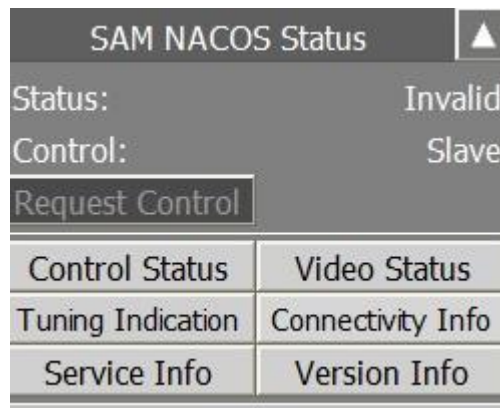 SAM NACOS Status
Status: Invalid
Control: Slave
Request Control
Control Status Video Status
Tuning Indication Connectivity Info
Service Info Version Info